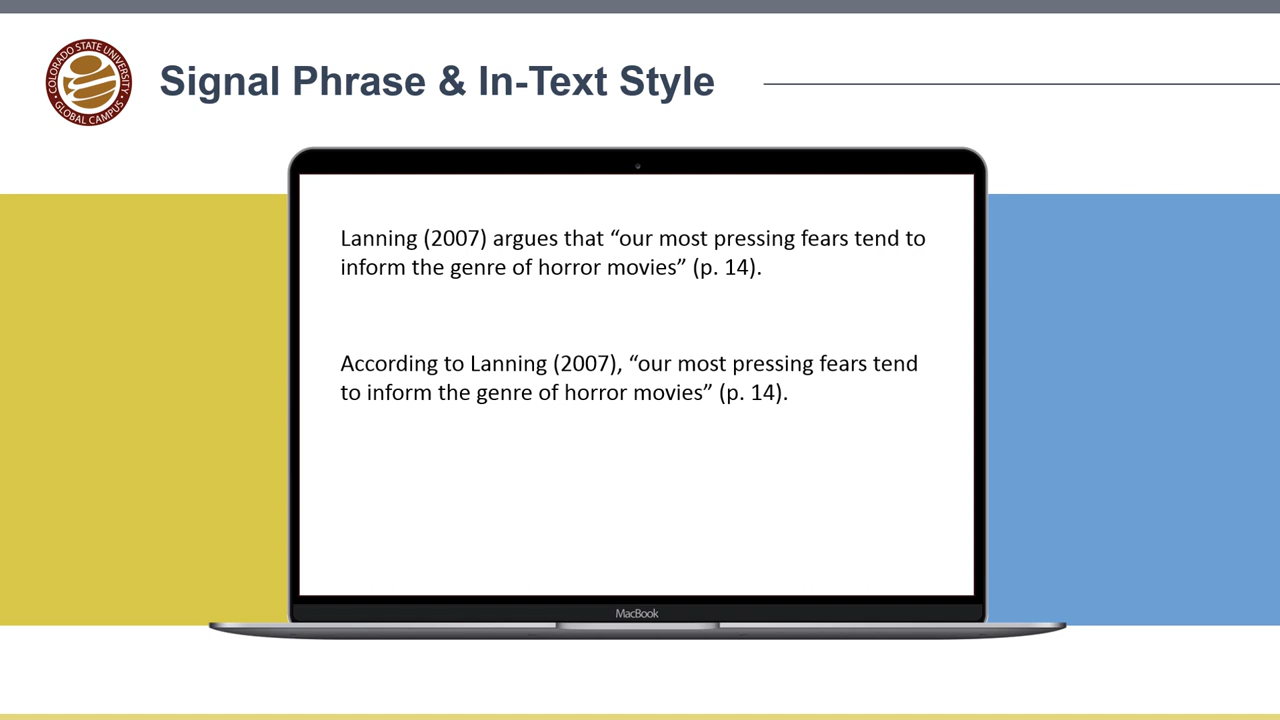 COLORADO STATE UNIVERSITY
GLOBAL CAMPUS
Signal Phrase & In-Text Style
Lanning (2007) argues that “our most pressing fears tend to
inform the genre of horror movies” (p. 14).
According to Lanning (2007), “our most pressing fears tend
to inform the genre of horror movies” (p. 14).
MacBook